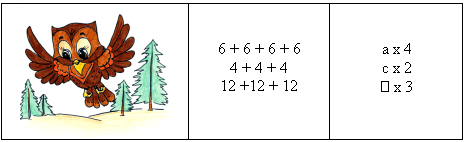 6 + 6 + 6 + 6
4 + 4 + 4
12 +12 + 12
a x 4
c x 2
□ x 3